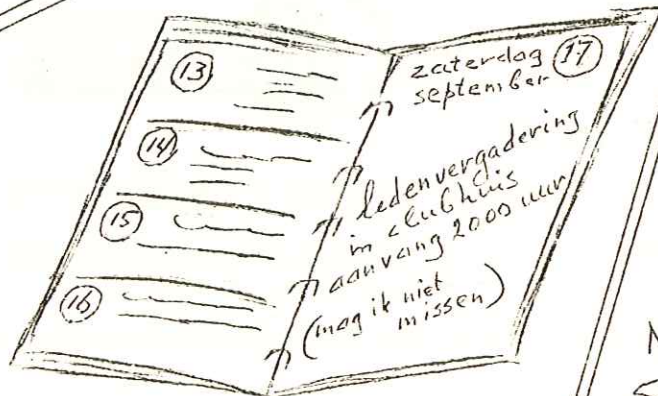 13
14
15
16
zaterdag 17
september
ledenvergadering
in clubhuis
aanvang 2000 uur
(mag ik niet
missen)